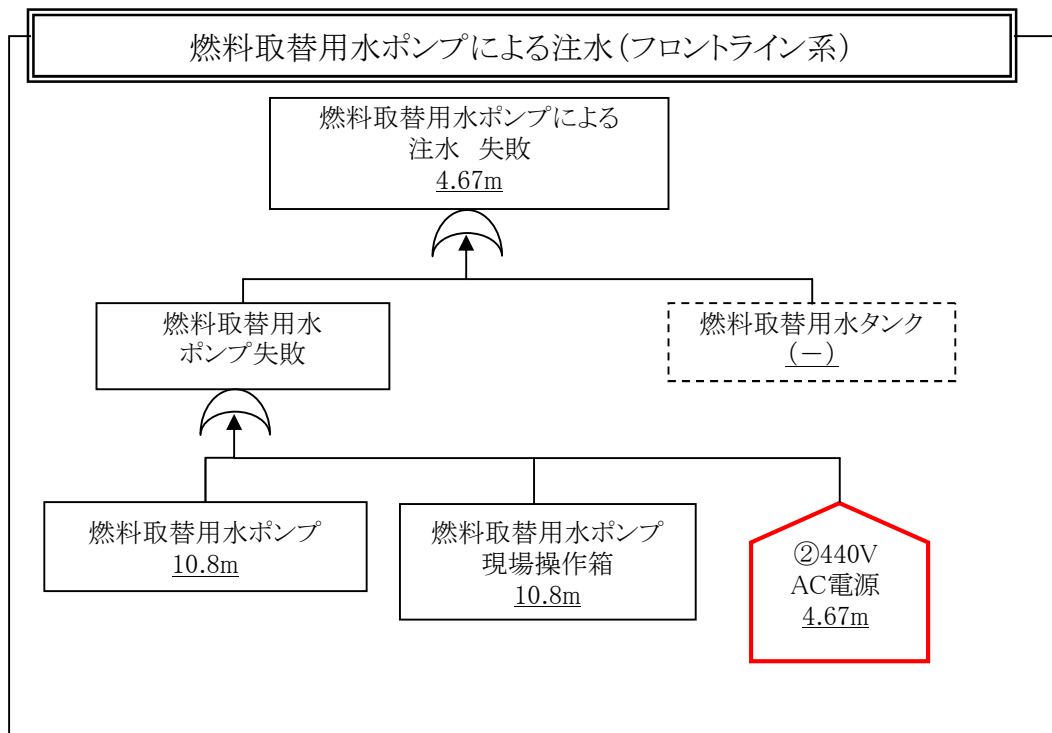 燃料取替用水ポンプによる注水(フロントライン系)
燃料取替用水ポンプによる
注水 失敗
4.67m
燃料取替用水
ポンプ失敗
燃料取替用水タンク
(－)
燃料取替用水ポンプ
10.8m
燃料取替用水ポンプ
現場操作箱
10.8m
②440V
AC電源
4.67m